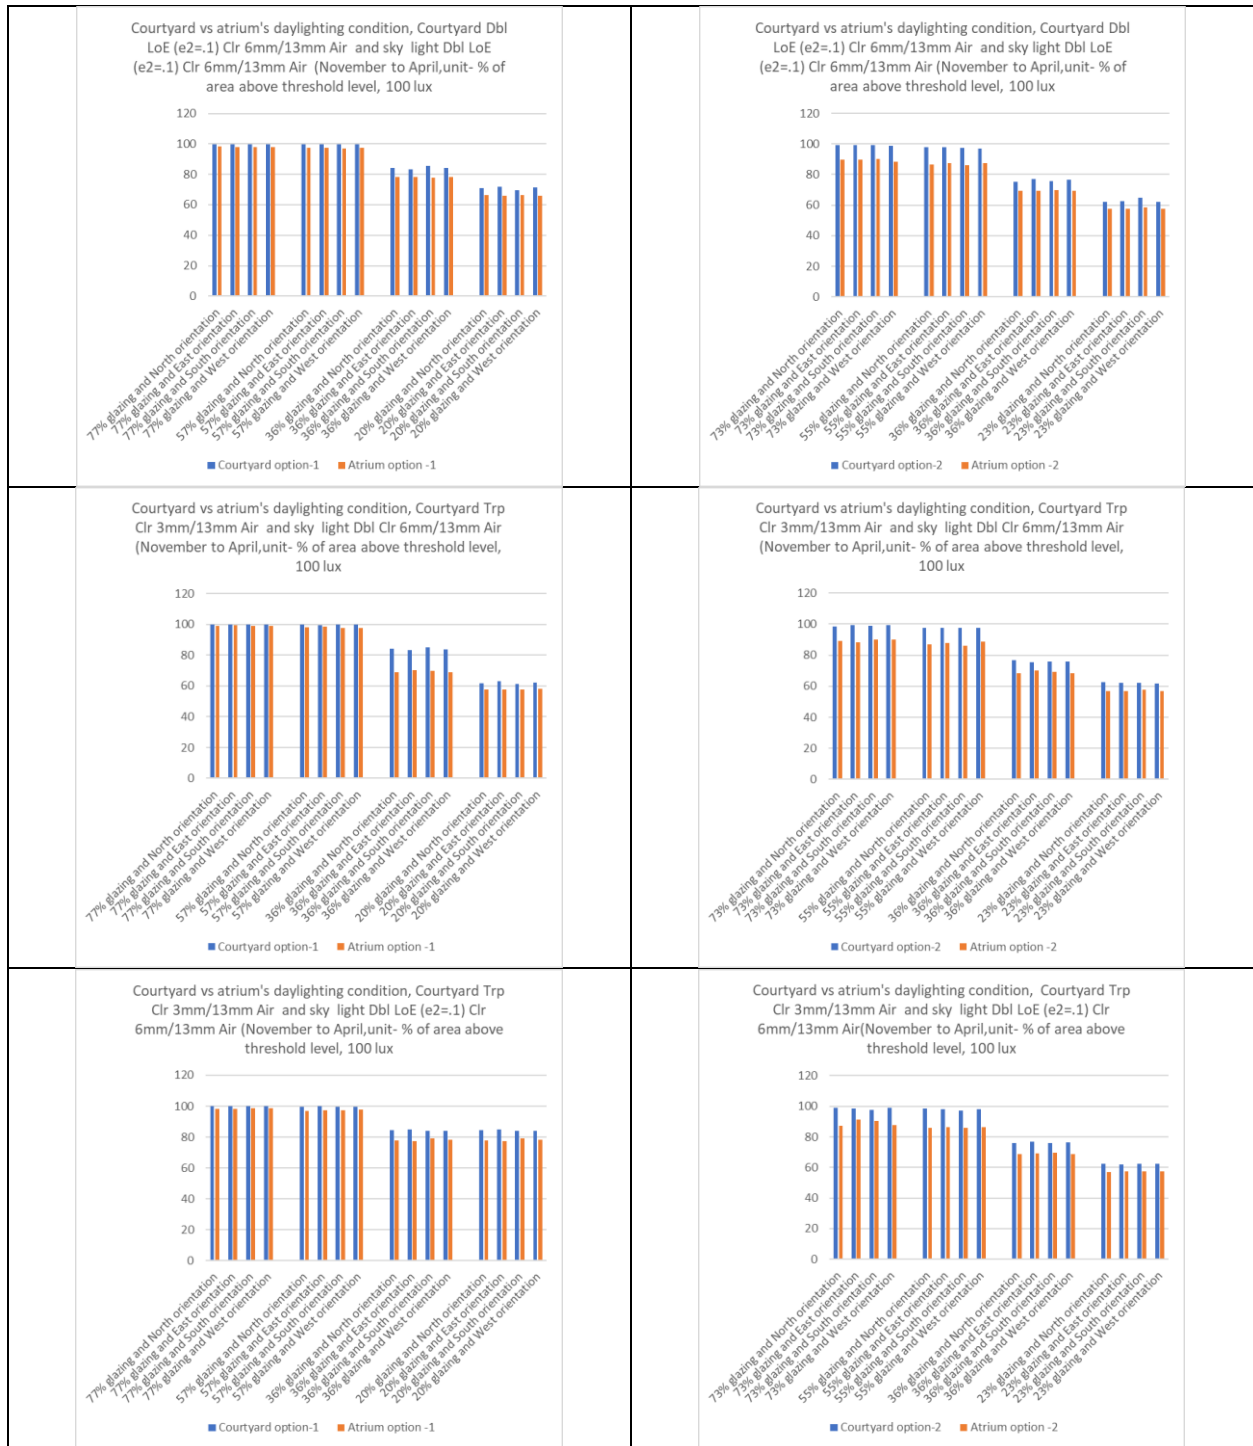 Courtyard vs atrium's daylighting condition, Courtyard Dbl
LoE (e2=.1) Clr 6mm/13mm Air and sky light Dbl LoE
(e2=.1) Clr 6mm/13mm Air (November to April,unit- % of
area above threshold level, 100 lux
120
100
80
60
40
20
0
77% glazing and North orientation
77% glazing and East orientation
77% glazing and South orientation
77% glazing and West orientation
57% glazing and North orientation
57% glazing and East orientation
57% glazing and South orientation
57% glazing and West orientation
36% glazing and North orientation
36% glazing and East orientation
36% glazing and South orientation
36% glazing and West orientation
20% glazing and North orientation
20% glazing and East orientation
20% glazing and South orientation
20% glazing and West orientation
Courtyard option-1 Atrium option -1
Courtyard vs atrium's daylighting condition, Courtyard Dbl
LoE (e2=.1) Clr 6mm/13mm Air and sky light Dbl LoE
(e2=.1) Clr 6mm/13mm Air (November to April,unit- % of
area above threshold level, 100 lux
120
100
80
60
40
20
0
73% glazing and North orientation
73% glazing and East orientation
73% glazing and South orientation
73% glazing and West orientation
55% glazing and North orientation
55% glazing and East orientation
55% glazing and South orientation
55% glazing and West orientation
36% glazing and North orientation
36% glazing and East orientation
36% glazing and South orientation
36% glazing and West orientation
23% glazing and North orientation
23% glazing and East orientation
23% glazing and South orientation
23% glazing and West orientation
Courtyard option-2 Atrium option -2
Courtyard vs atrium's daylighting condition, Courtyard Trp
Clr 3mm/13mm Air and sky light Dbl Clr 6mm/13mm Air
(November to April,unit- % of area above threshold level,
100 lux
120
100
80
60
40
20
0
77% glazing and North orientation
77% glazing and East orientation
77% glazing and South orientation
77% glazing and West orientation
57% glazing and North orientation
57% glazing and East orientation
57% glazing and South orientation
57% glazing and West orientation
36% glazing and North orientation
36% glazing and East orientation
36% glazing and South orientation
36% glazing and West orientation
20% glazing and North orientation
20% glazing and East orientation
20% glazing and South orientation
20% glazing and West orientation
Courtyard option-1 Atrium option -1
Courtyard vs atrium's daylighting condition, Courtyard Trp
Clr 3mm/13mm Air and sky light Dbl Clr 6mm/13mm Air
(November to April,unit- % of area above threshold level,
100 lux
120
100
80
60
40
20
0
73% glazing and North orientation
73% glazing and East orientation
73% glazing and South orientation
73% glazing and West orientation
55% glazing and North orientation
55% glazing and East orientation
55% glazing and South orientation
55% glazing and West orientation
36% glazing and North orientation
36% glazing and East orientation
36% glazing and South orientation
36% glazing and West orientation
23% glazing and North orientation
23% glazing and East orientation
23% glazing and South orientation
23% glazing and West orientation
Courtyard option-2 Atrium option -2
Courtyard vs atrium's daylighting condition, Courtyard Trp
Clr 3mm/13mm Air and sky light Dbl LoE (e2=.1) Clr
6mm/13mm Air (November to April,unit- % of area above
threshold level, 100 lux
120
100
80
60
40
20
0
77% glazing and North orientation
77% glazing and East orientation
77% glazing and South orientation
77% glazing and West orientation
57% glazing and North orientation
57% glazing and East orientation
57% glazing and South orientation
57% glazing and West orientation
36% glazing and North orientation
36% glazing and East orientation
36% glazing and South orientation
36% glazing and West orientation
20% glazing and North orientation
20% glazing and East orientation
20% glazing and South orientation
20% glazing and West orientation
Courtyard option-1 Atrium option -1
Courtyard vs atrium's daylighting condition, Courtyard Trp
Clr 3mm/13mm Air and sky light Dbl LoE (e2=.1) Clr
6mm/13mm Air(November to April,unit- % of area above
threshold level, 100 lux
120
100
80
60
40
20
0
73% glazing and North orientation
73% glazing and East orientation
73% glazing and South orientation
73% glazing and West orientation
55% glazing and North orientation
55% glazing and East orientation
55% glazing and South orientation
55% glazing and West orientation
36% glazing and North orientation
36% glazing and East orientation
36% glazing and South orientation
36% glazing and West orientation
23% glazing and North orientation
23% glazing and East orientation
23% glazing and South orientation
23% glazing and West orientation
Courtyard option-2 Atrium option -2